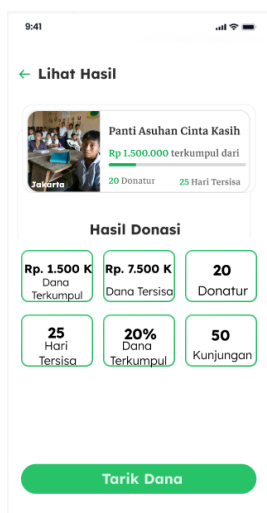 9:41
← Lihat Hasil
Panti Asuhan Cinta Kasih
Rp 1.500.000 terkumpul dari
20 Donatur 25 Hari Tersisa
Jakarta
Hasil Donasi
Rp. 1.500 K
Dana
Terkumpul
Rp. 7.500 K
Dana Tersisa
20
Donatur
25
Hari
Tersisa
20%
Dana
Terkumpul
50
Kunjungan
Tarik Dana